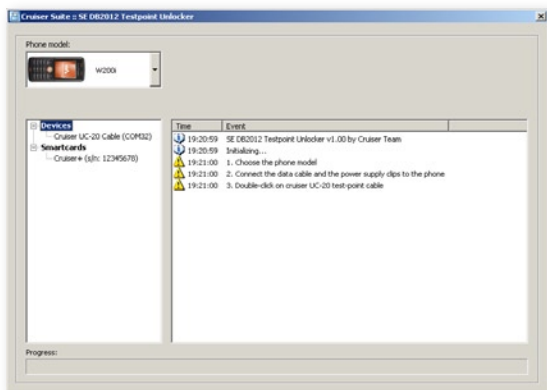 Cruiser Suite :: SE DB2012 Testpoint Unlocker
Phone model:
W200i
Devices
Cruiser UC-20 Cable (COM32)
Smartcards
Cruiser+ (s/n: 12345678)
Time Event
19:20:59 SE DB2012 Testpoint Unlocker v1.00 by Cruiser Team
19:20:59 Initializing...
19:21:00 1. Choose the phone model
19:21:00 2. Connect the data cable and the power supply clips to the phone
19:21:00 3. Double-click on cruiser UC-20 test-point cable
Progress: